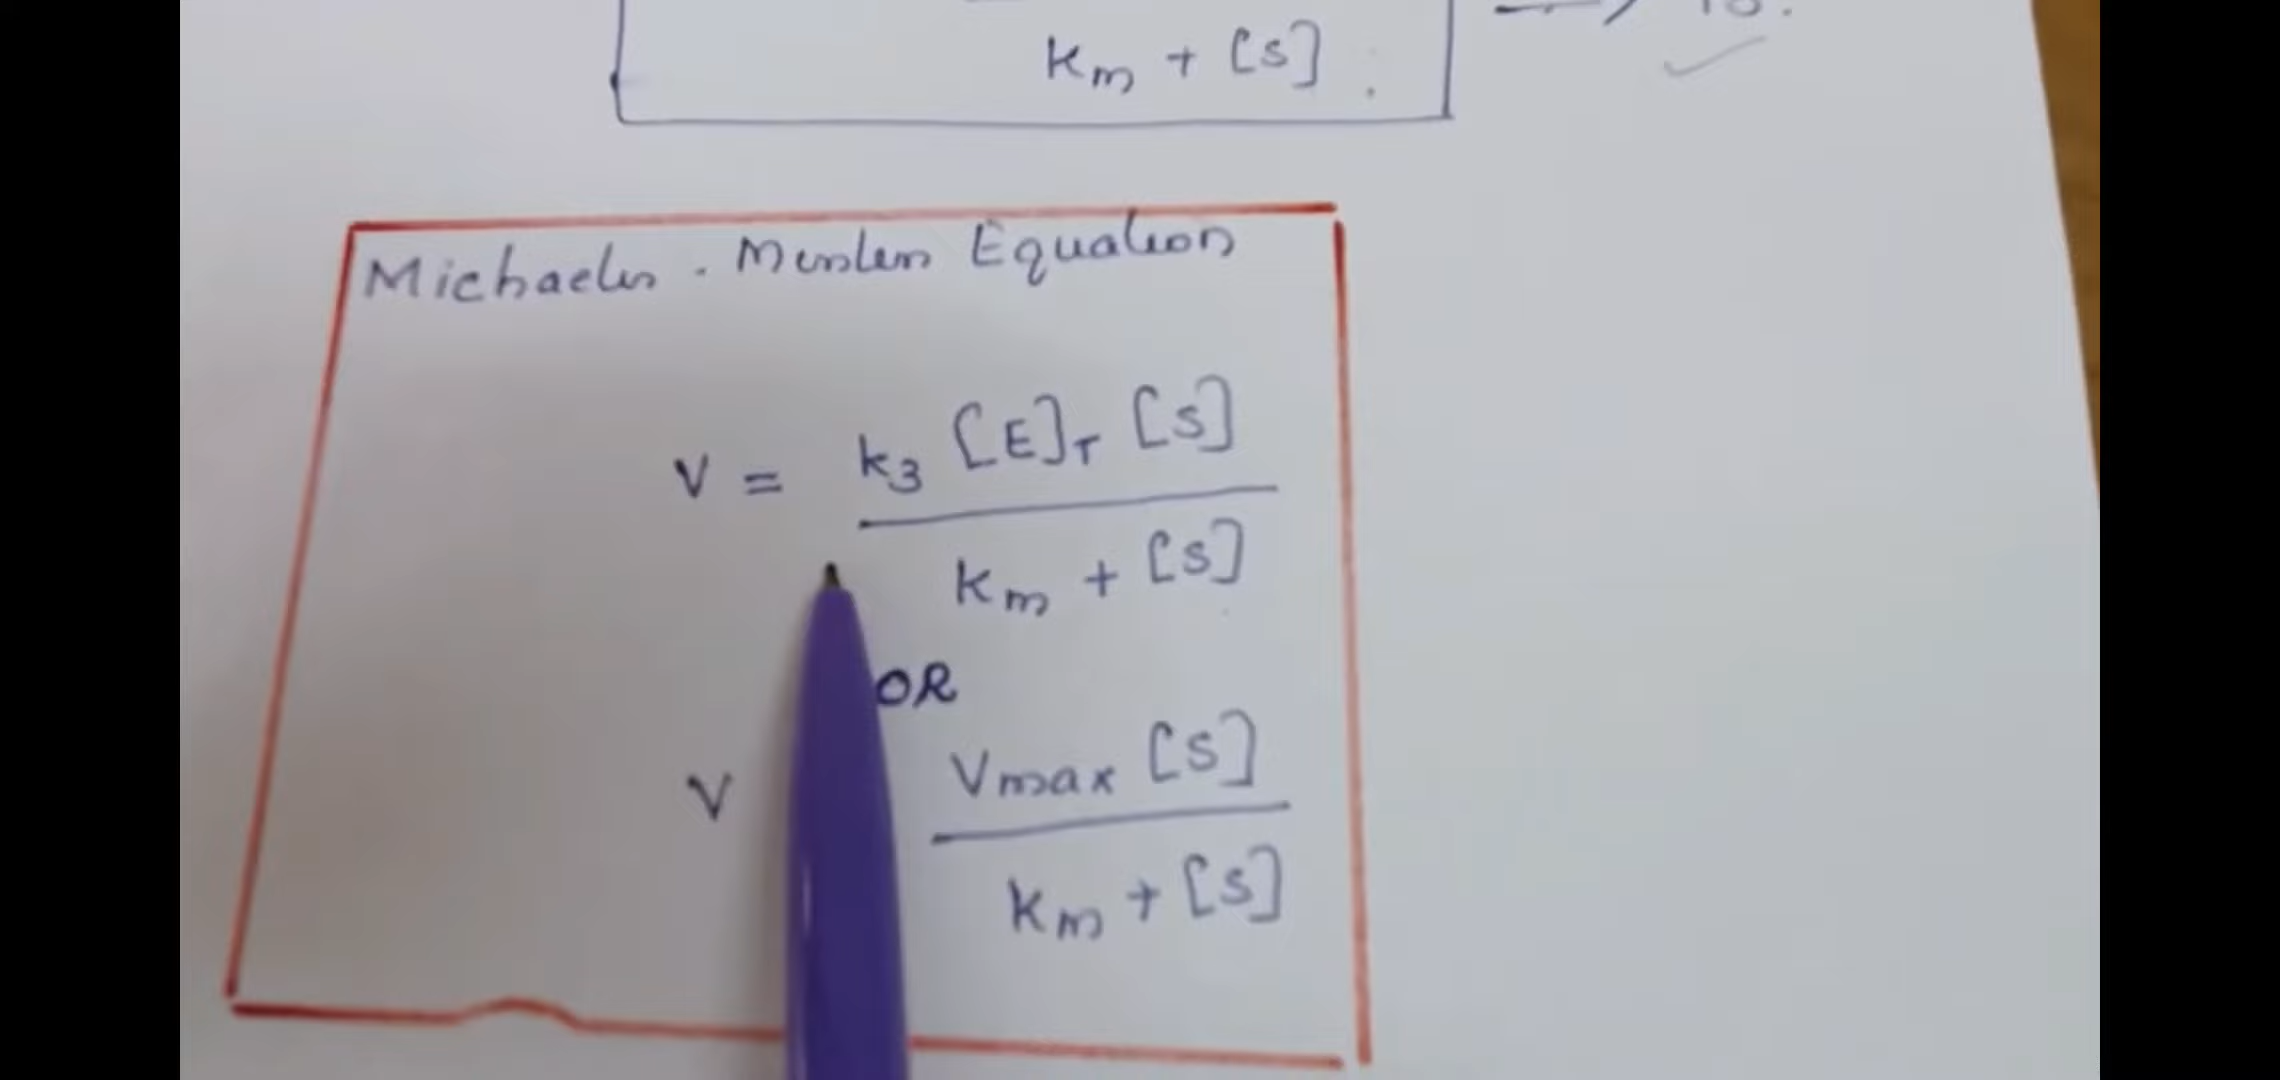 km + [S]
Michaelis - Menten Equation
V = k3 [E]T [S]
km + [S]
OR
V Vmax [S]
km + [S]